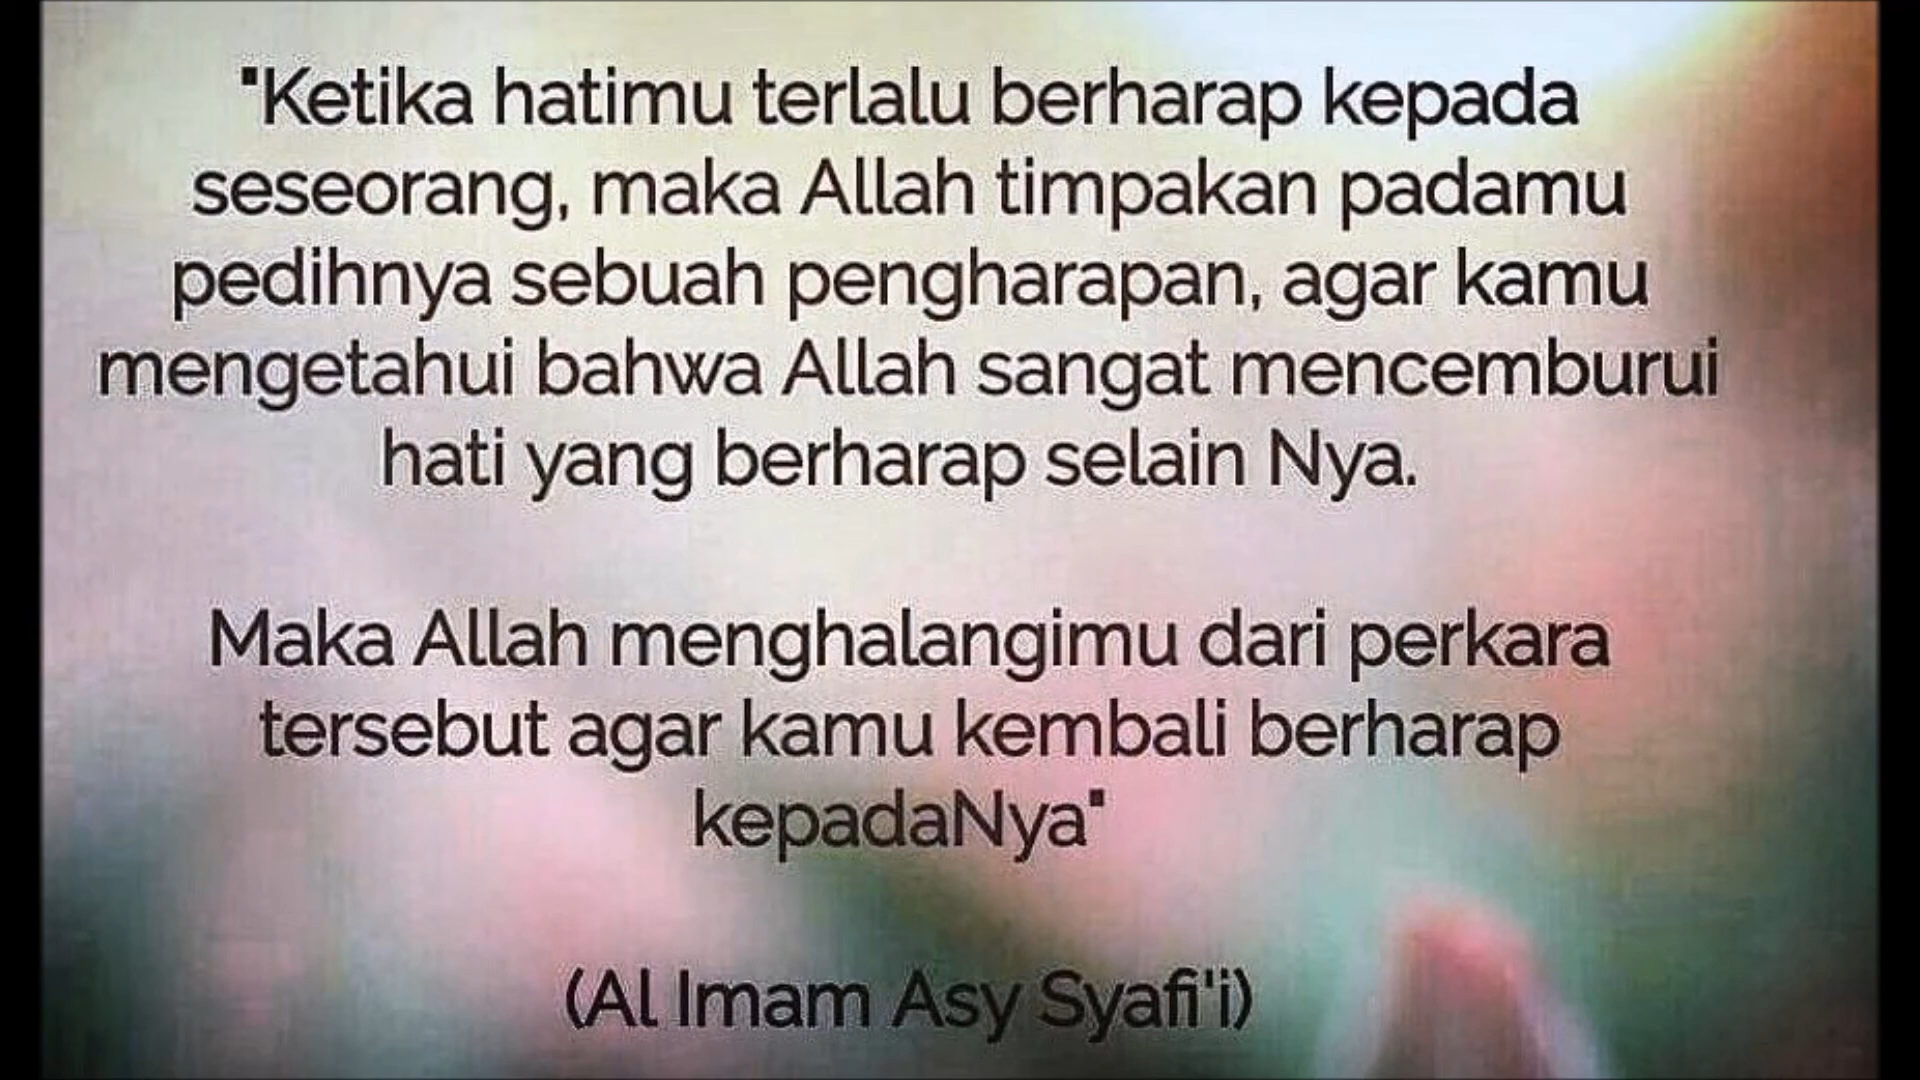 "Ketika hatimu terlalu berharap kepada
seseorang, maka Allah timpakan padamu
pedihnya sebuah pengharapan, agar kamu
mengetahui bahwa Allah sangat mencemburui
hati yang berharap selain Nya.
Maka Allah menghalangimu dari perkara
tersebut agar kamu kembali berharap
kepadaNya"
(Al Imam Asy Syafi'i)